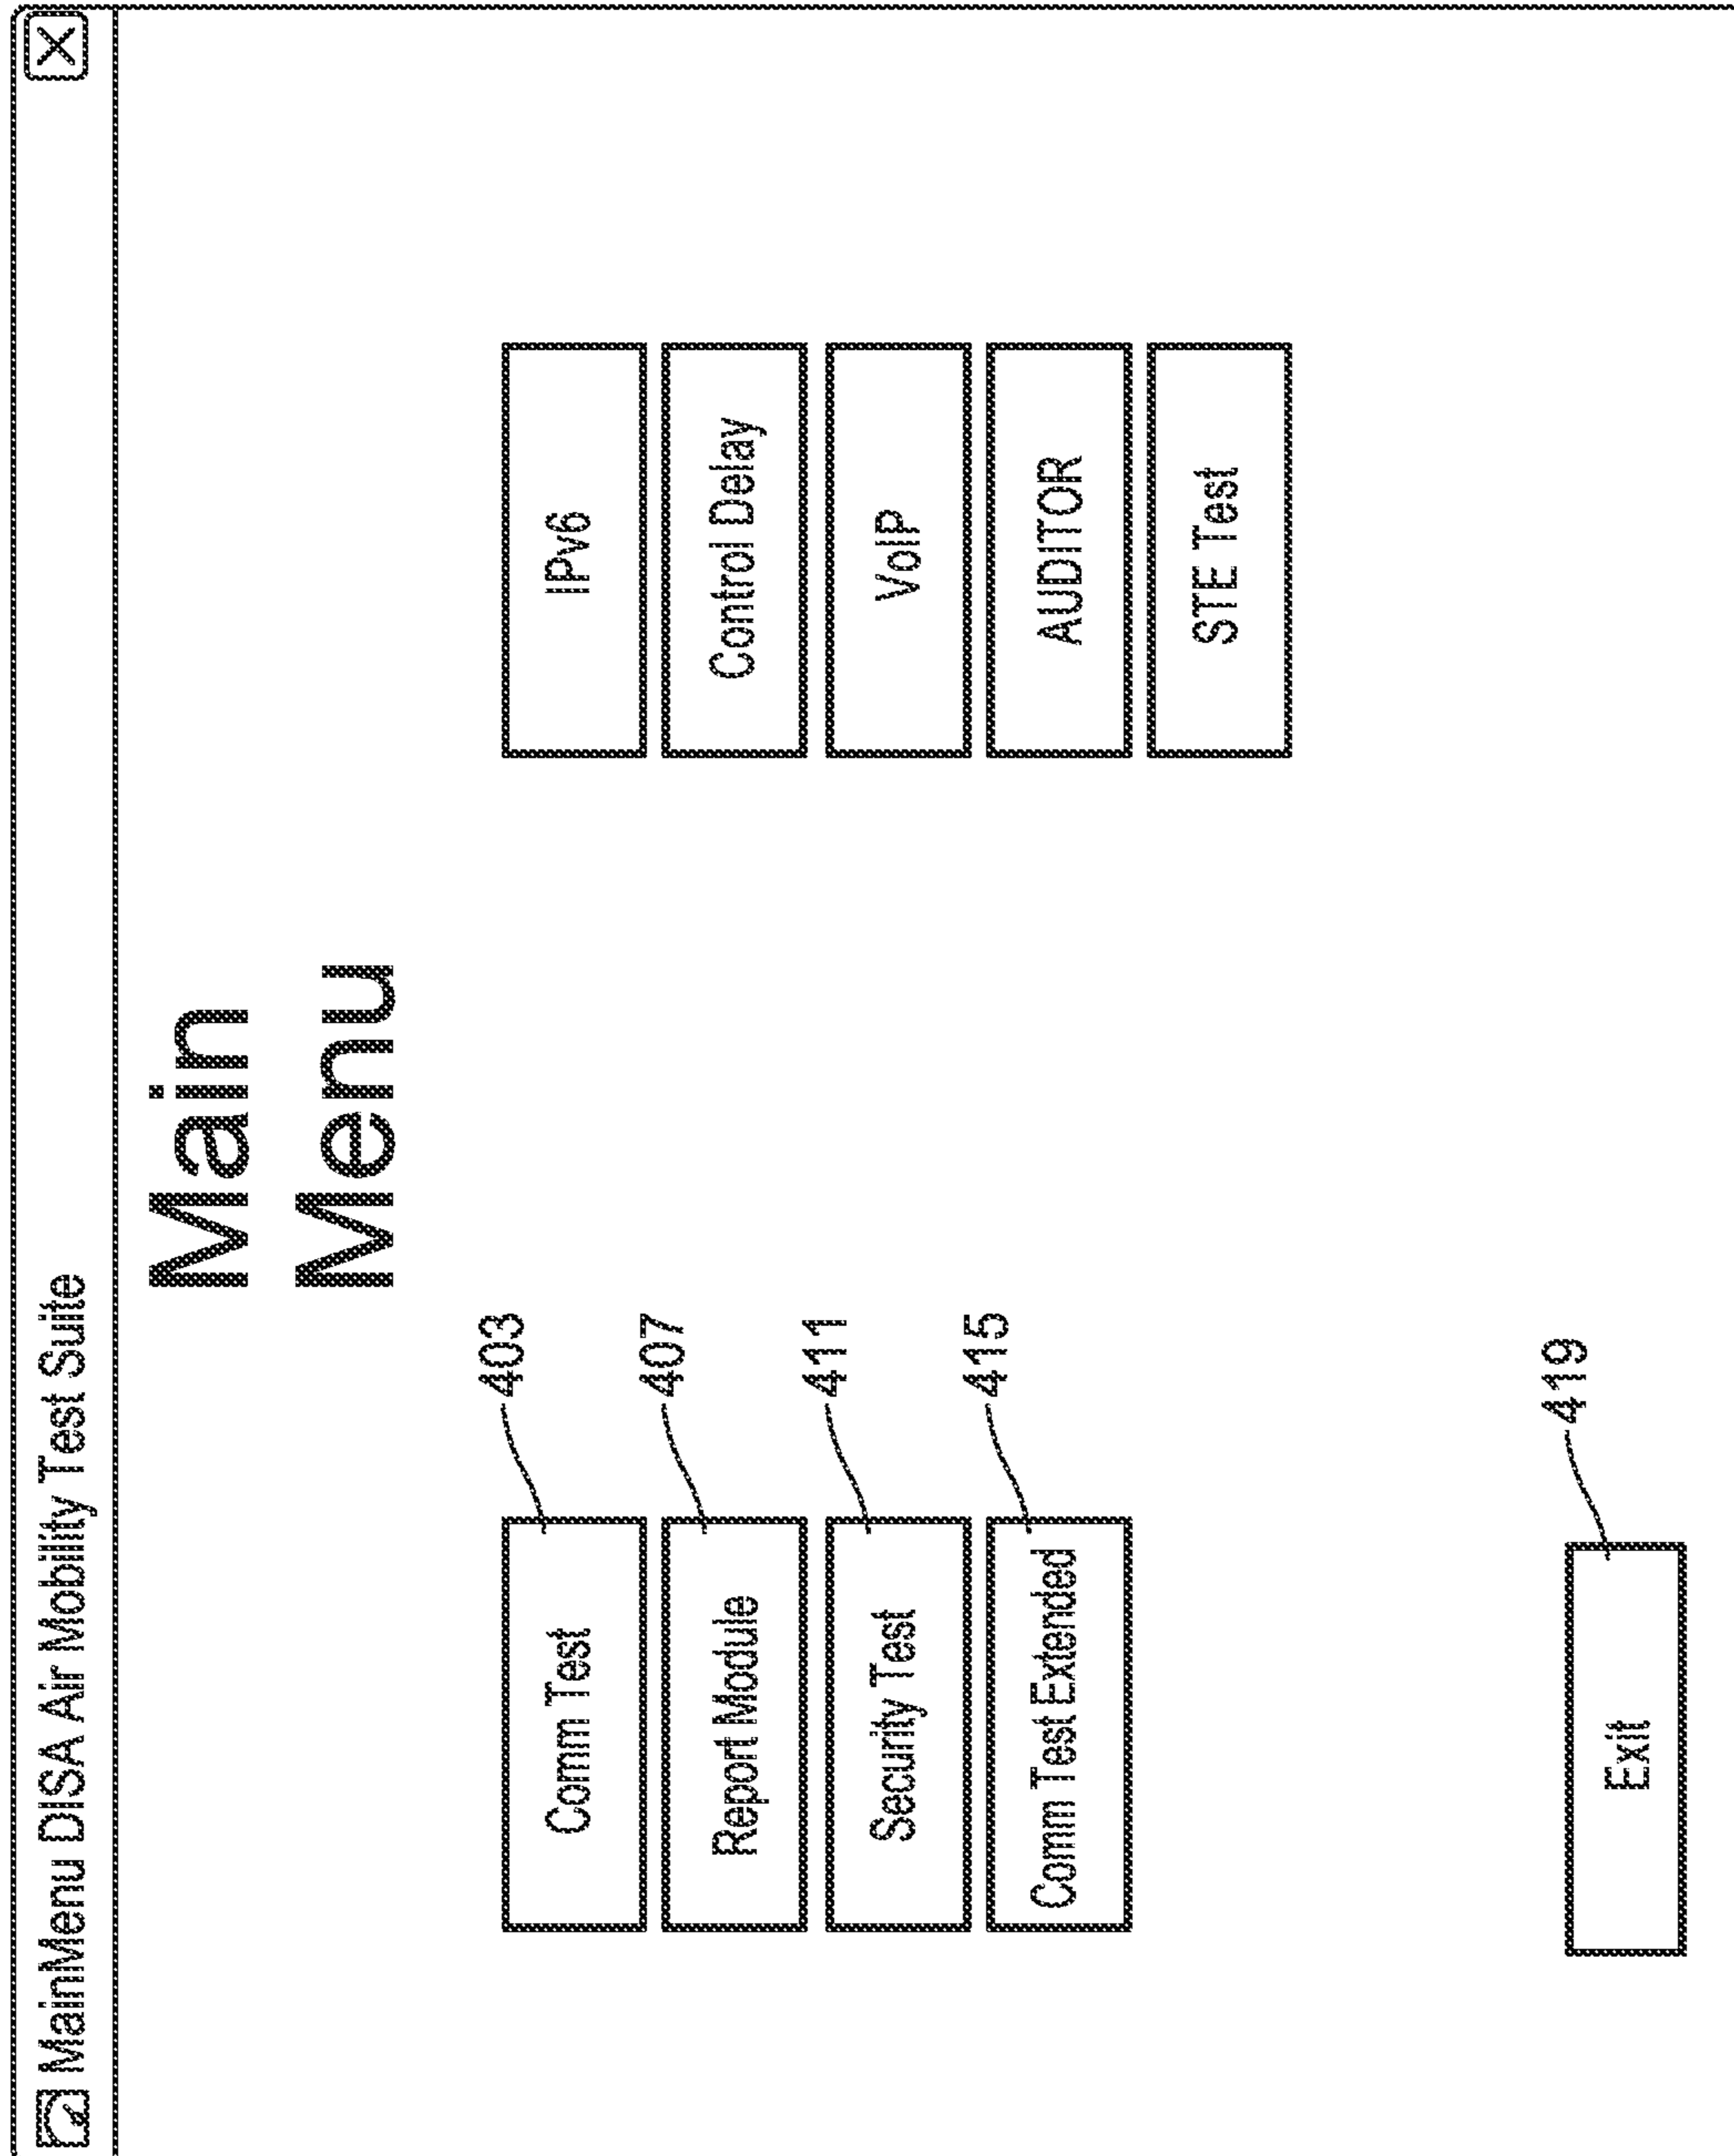 MainMenu DISA Air Mobility Test Suite
Main
Menu
Comm Test
403
Report Module
407
Security Test
411
Comm Test Extended
415
Exit
419
IPv6
Control Delay
VoIP
AUDITOR
STE Test